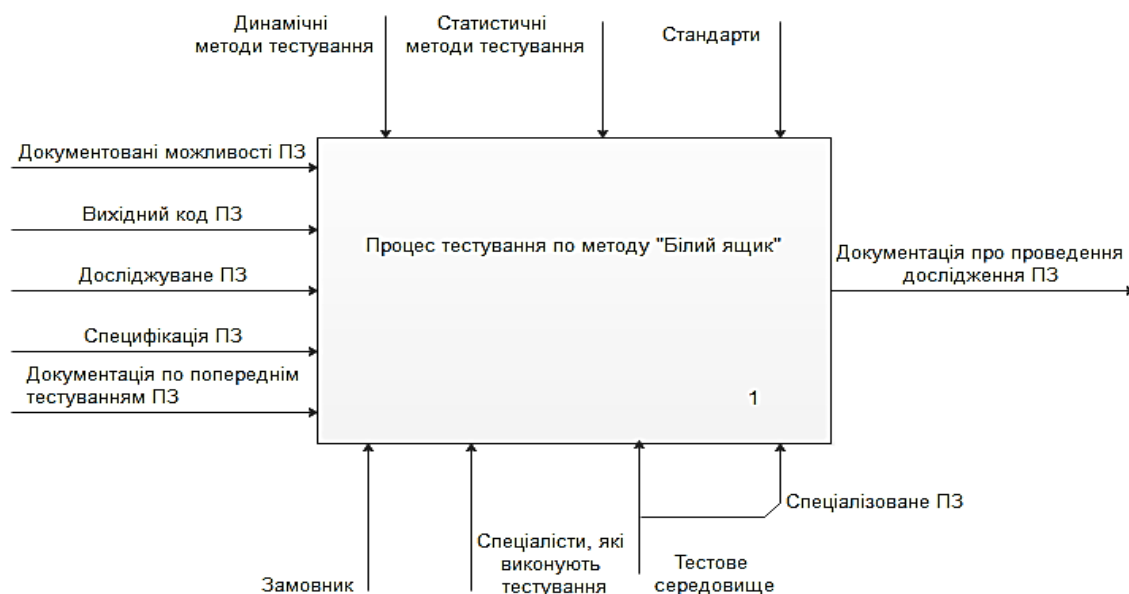 Динамічні
методи тестування
Статистичні
методи тестування
Стандарти
Документовані можливості ПЗ
Вихідний код ПЗ
Досліджуване ПЗ
Специфікація ПЗ
Документація по попереднім
тестуванням ПЗ
Процес тестування по методу "Білий ящик"
1
Документація про проведення
дослідження ПЗ
Замовник
Спеціалісти, які
виконують
тестування
Тестове
середовище
Спеціалізоване ПЗ